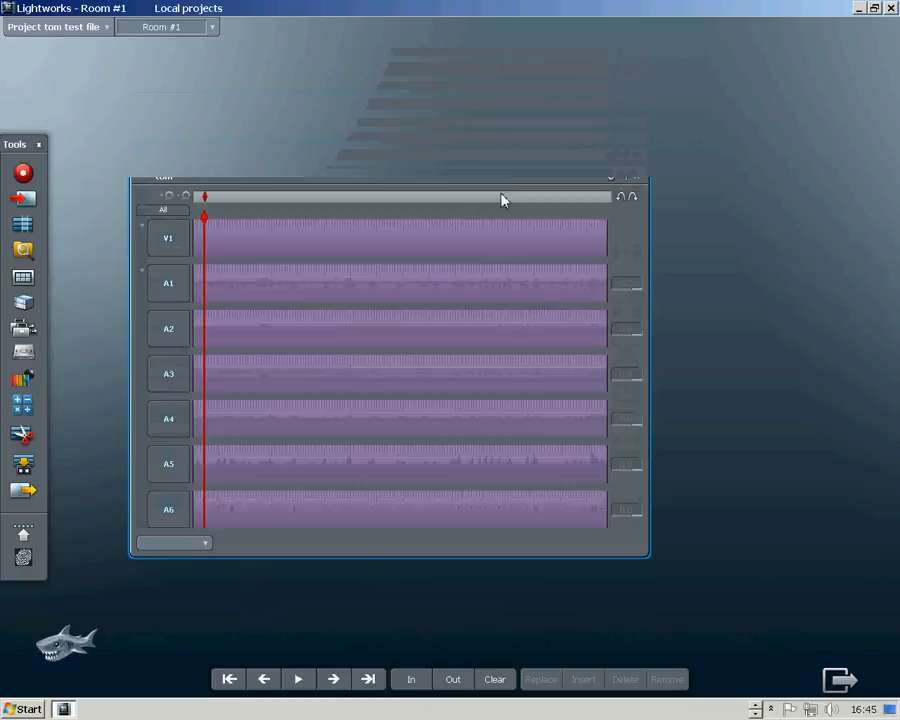 Lightworks - Room #1 Local projects
Project tom test file Room #1
Tools x
All
V1
A1
A2
A3
A4
A5
A6
In Out Clear Replace Insert Delete Remove
Start 16:45